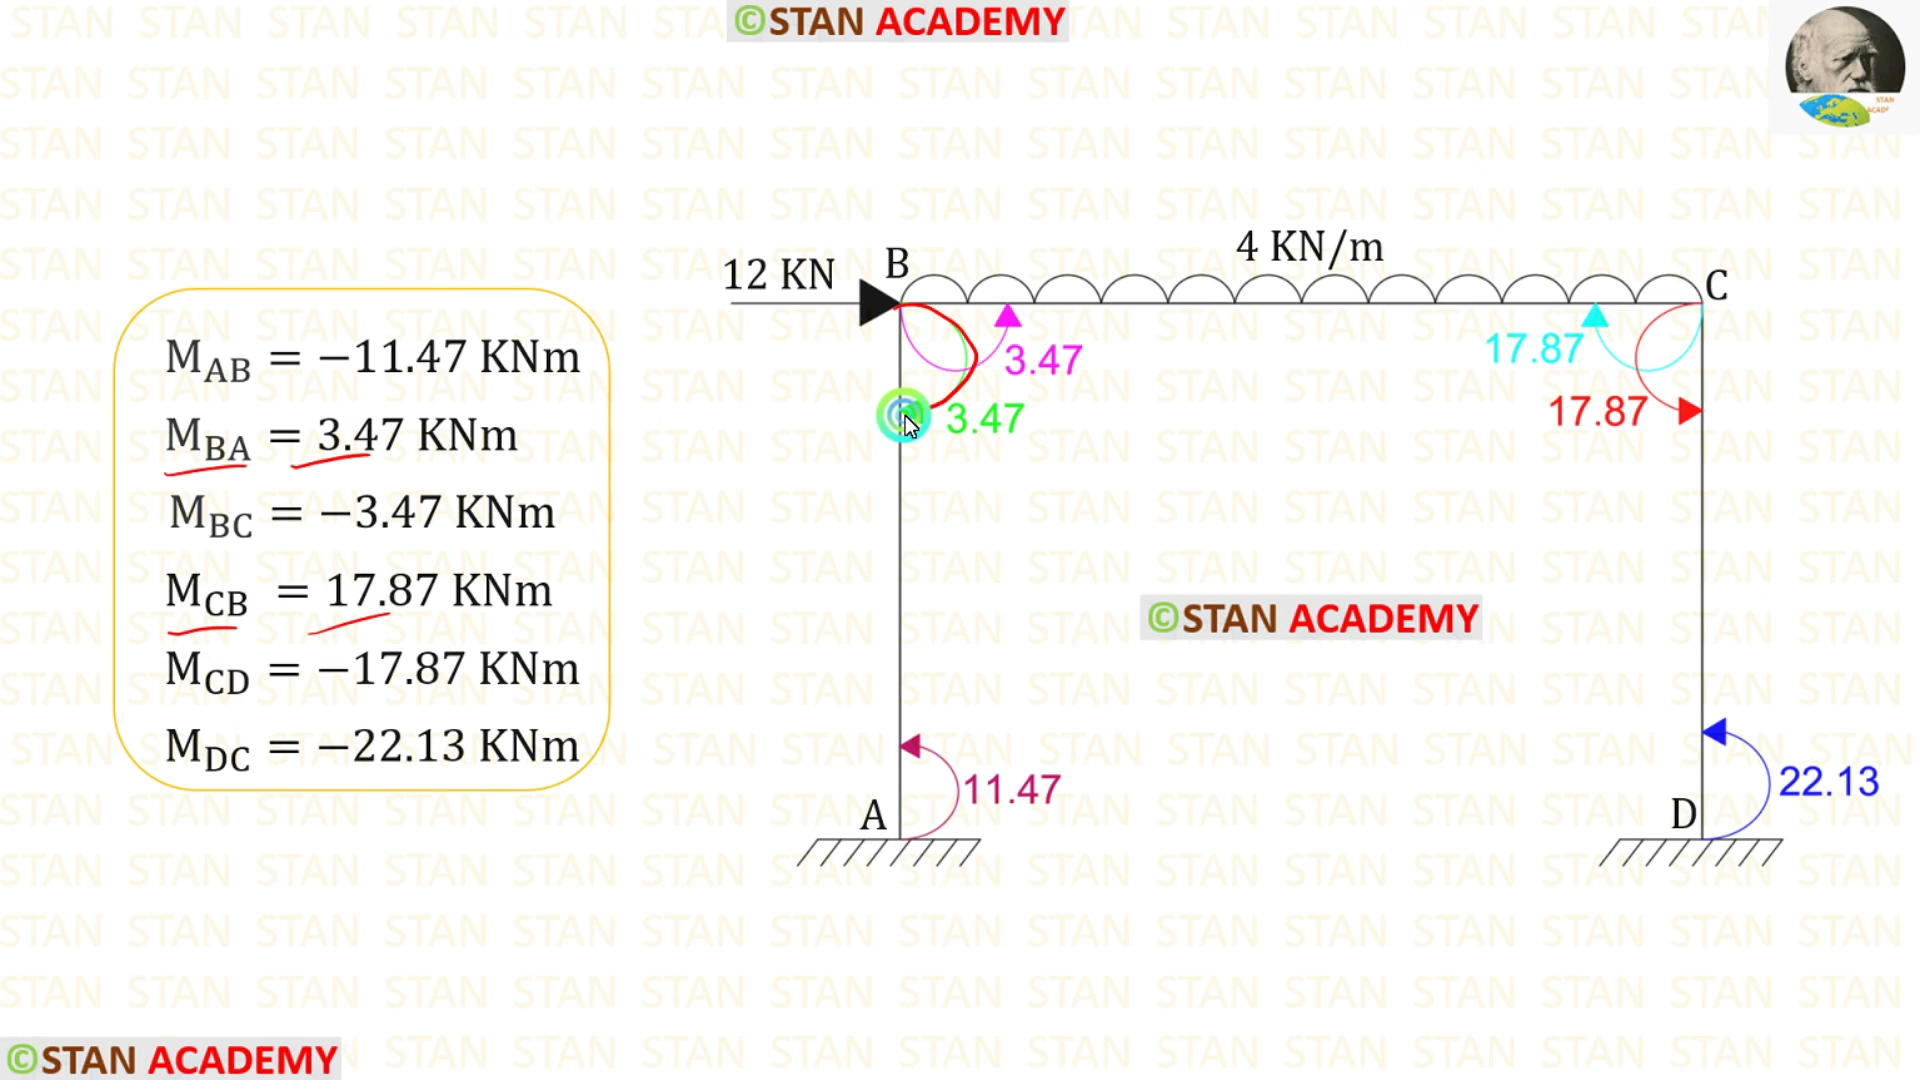 ©STAN ACADEMY
STAN
ACADE
M_AB = −11.47 KNm
M_BA = 3.47 KNm
M_BC = −3.47 KNm
M_CB = 17.87 KNm
M_CD = −17.87 KNm
M_DC = −22.13 KNm
12 KN
B
4 KN/m
C
3.47
3.47
17.87
17.87
©STAN ACADEMY
A
11.47
D
22.13
©STAN ACADEMY